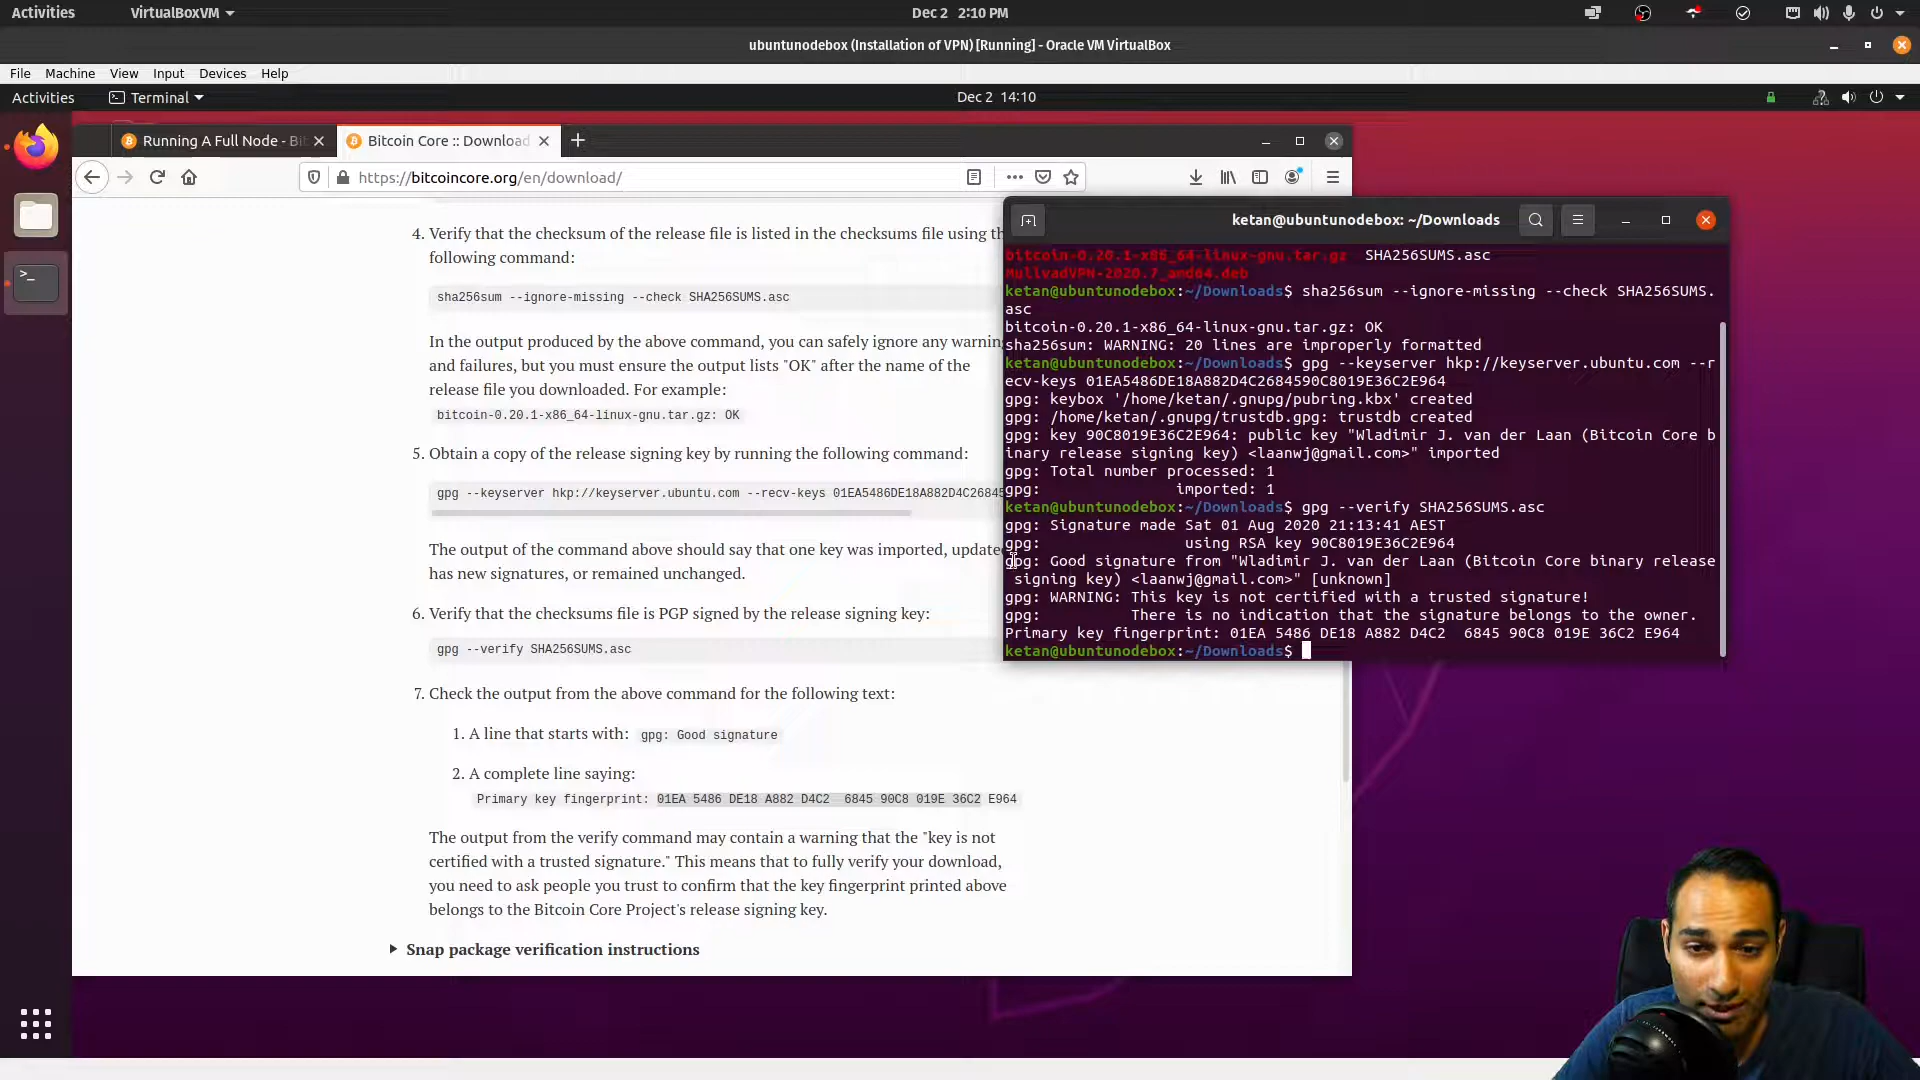 Activities VirtualBoxVM Dec 2 2:10 PM
ubuntunodebox (Installation of VPN) [Running] - Oracle VM VirtualBox
File Machine View Input Devices Help
Activities Terminal Dec 2 14:10
Running A Full Node - Bi
Bitcoin Core :: Download
https://bitcoincore.org/en/download/
4. Verify that the checksum of the release file is listed in the checksums file using th
following command:
sha256sum --ignore-missing --check SHA256SUMS.asc
In the output produced by the above command, you can safely ignore any warning
and failures, but you must ensure the output lists "OK" after the name of the
release file you downloaded. For example:
bitcoin-0.20.1-x86_64-linux-gnu.tar.gz: OK
5. Obtain a copy of the release signing key by running the following command:
gpg --keyserver hkp://keyserver.ubuntu.com --recv-keys 01EA5486DE18A882D4C26845
The output of the command above should say that one key was imported, update
has new signatures, or remained unchanged.
6. Verify that the checksums file is PGP signed by the release signing key:
gpg --verify SHA256SUMS.asc
7. Check the output from the above command for the following text:
1. A line that starts with: gpg: Good signature
2. A complete line saying:
Primary key fingerprint: 01EA 5486 DE18 A882 D4C2  6845 90C8 019E 36C2 E964
The output from the verify command may contain a warning that the "key is not
certified with a trusted signature." This means that to fully verify your download,
you need to ask people you trust to confirm that the key fingerprint printed above
belongs to the Bitcoin Core Project's release signing key.
Snap package verification instructions
ketan@ubuntunodebox: ~/Downloads
bitcoin-0.20.1-x86_64-linux-gnu.tar.gz  SHA256SUMS.asc
MullvadVPN-2020.7_amd64.deb
ketan@ubuntunodebox:~/Downloads$ sha256sum --ignore-missing --check SHA256SUMS.
asc
bitcoin-0.20.1-x86_64-linux-gnu.tar.gz: OK
sha256sum: WARNING: 20 lines are improperly formatted
ketan@ubuntunodebox:~/Downloads$ gpg --keyserver hkp://keyserver.ubuntu.com --r
ecv-keys 01EA5486DE18A882D4C2684590C8019E36C2E964
gpg: keybox '/home/ketan/.gnupg/pubring.kbx' created
gpg: /home/ketan/.gnupg/trustdb.gpg: trustdb created
gpg: key 90C8019E36C2E964: public key "Wladimir J. van der Laan (Bitcoin Core b
inary release signing key) <laanwj@gmail.com>" imported
gpg: Total number processed: 1
gpg:               imported: 1
ketan@ubuntunodebox:~/Downloads$ gpg --verify SHA256SUMS.asc
gpg: Signature made Sat 01 Aug 2020 21:13:41 AEST
gpg:                using RSA key 90C8019E36C2E964
gpg: Good signature from "Wladimir J. van der Laan (Bitcoin Core binary release
signing key) <laanwj@gmail.com>" [unknown]
gpg: WARNING: This key is not certified with a trusted signature!
gpg:          There is no indication that the signature belongs to the owner.
Primary key fingerprint: 01EA 5486 DE18 A882 D4C2  6845 90C8 019E 36C2 E964
ketan@ubuntunodebox:~/Downloads$